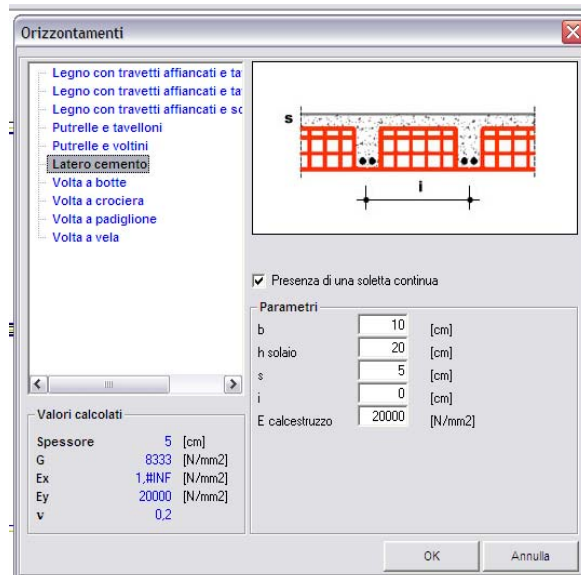 Orizzontamenti
Legno con travetti affiancati e ta
Legno con travetti affiancati e ta
Legno con travetti affiancati e so
Putrelle e tavelloni
Putrelle e voltini
Latero cemento
Volta a botte
Volta a crociera
Volta a padiglione
Volta a vela
s
i
Presenza di una soletta continua
Parametri
b 10 [cm]
h solaio 20 [cm]
s 5 [cm]
i 0 [cm]
E calcestruzzo 20000 [N/mm2]
Valori calcolati
Spessore 5 [cm]
G 8333 [N/mm2]
Ex 1,#INF [N/mm2]
Ey 20000 [N/mm2]
ν 0,2
OK Annulla